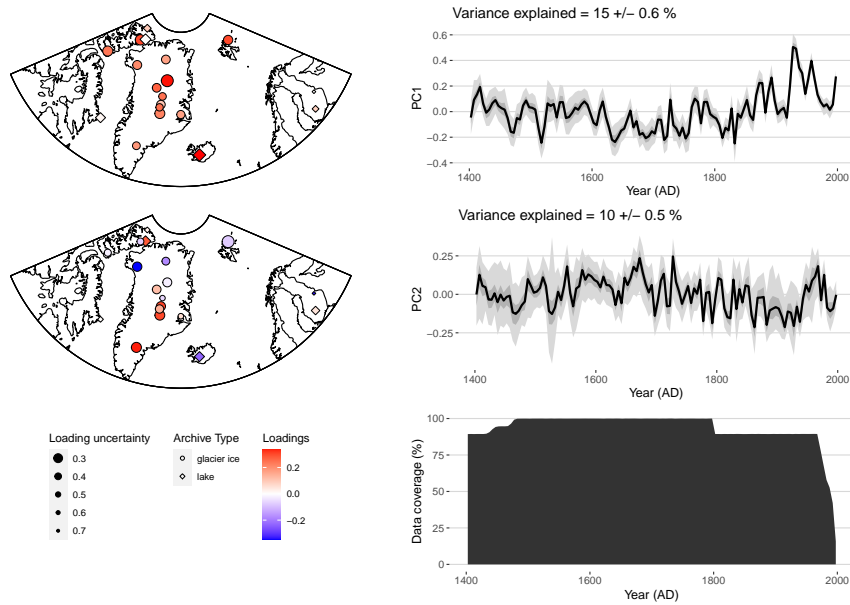 Variance explained = 15 +/− 0.6 %
0.6
0.4
0.2
0.0
−0.2
−0.4
PC1
1400
1600
1800
2000
Year (AD)
Variance explained = 10 +/− 0.5 %
0.25
0.00
−0.25
PC2
1400
1600
1800
2000
Year (AD)
Loading uncertainty
0.3
0.4
0.5
0.6
0.7
Archive Type
glacier ice
lake
Loadings
0.2
0.0
−0.2
100
75
50
25
0
Data coverage (%)
1400
1600
1800
2000
Year (AD)